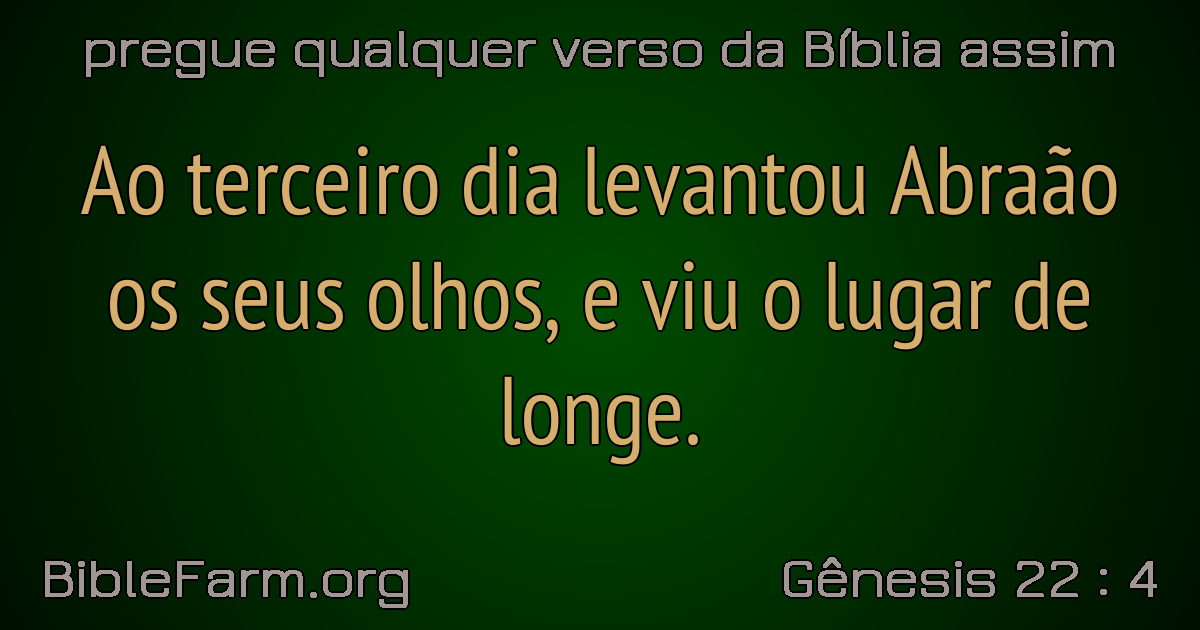 pregue qualquer verso da Bíblia assim
Ao terceiro dia levantou Abraão
os seus olhos, e viu o lugar de
longe.
BibleFarm.org
Gênesis 22 : 4